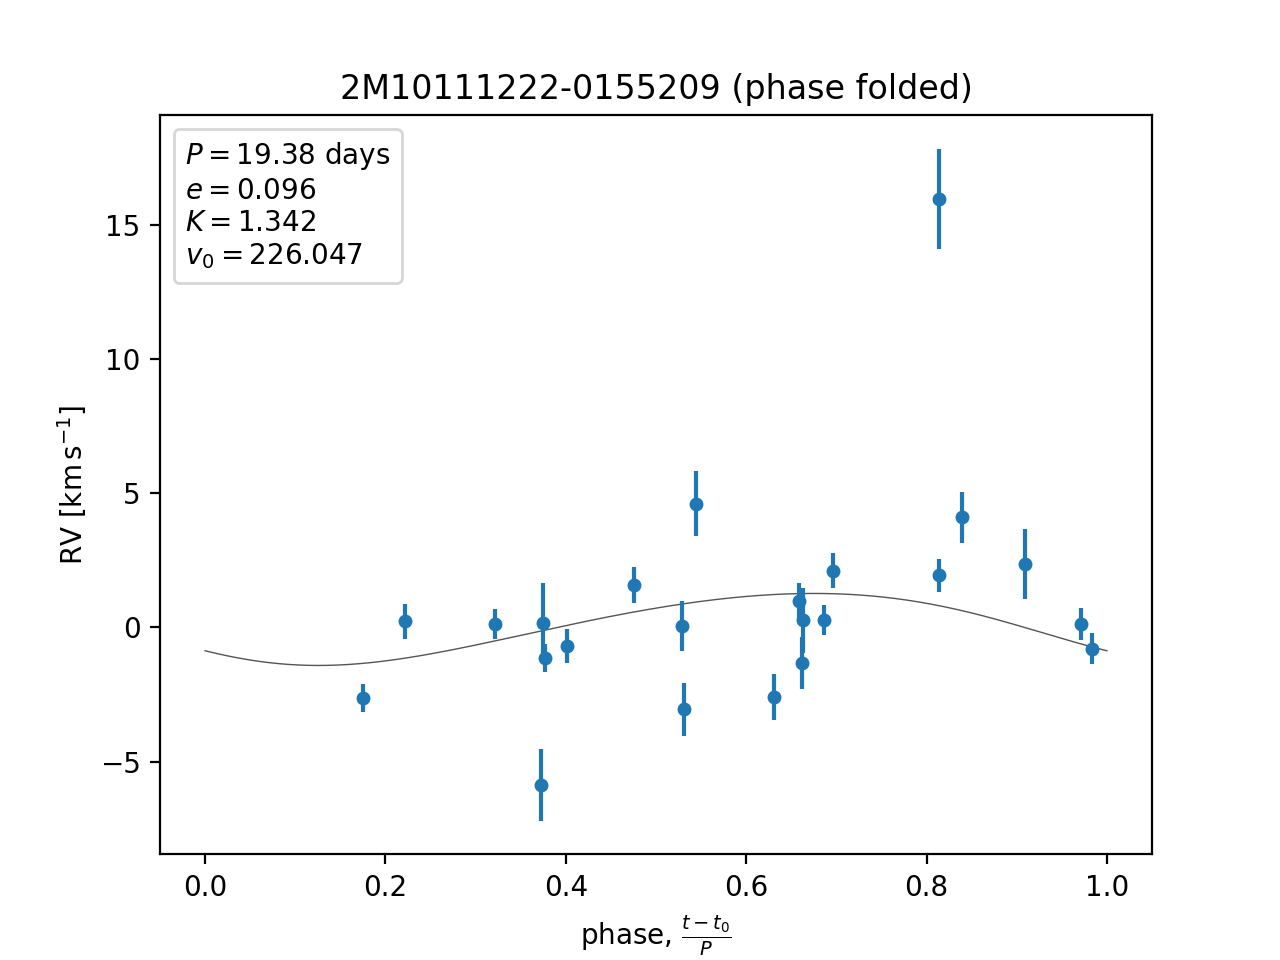 2M10111222-0155209 (phase folded)
P = 19.38 days
e = 0.096
K = 1.342
v₀ = 226.047
15
10
5
0
−5
RV [km s⁻¹]
0.0 0.2 0.4 0.6 0.8 1.0
phase, (t − t₀)/P